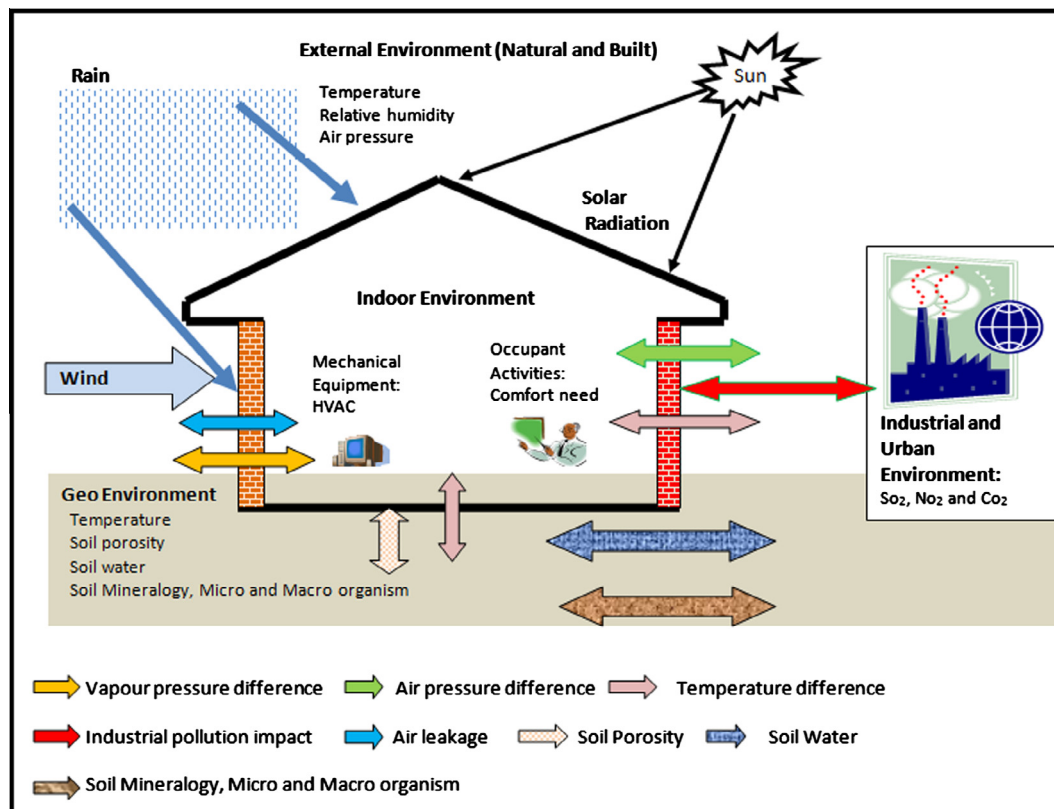 External Environment (Natural and Built)
Sun
Rain
Temperature
Relative humidity
Air pressure
Solar
Radiation
Indoor Environment
Wind
Mechanical
Equipment:
HVAC
Occupant
Activities:
Comfort need
Industrial and
Urban
Environment:
So₂, No₂ and Co₂
Geo Environment
Temperature
Soil porosity
Soil water
Soil Mineralogy, Micro and Macro organism
Vapour pressure difference
Air pressure difference
Temperature difference
Industrial pollution impact
Air leakage
Soil Porosity
Soil Water
Soil Mineralogy, Micro and Macro organism